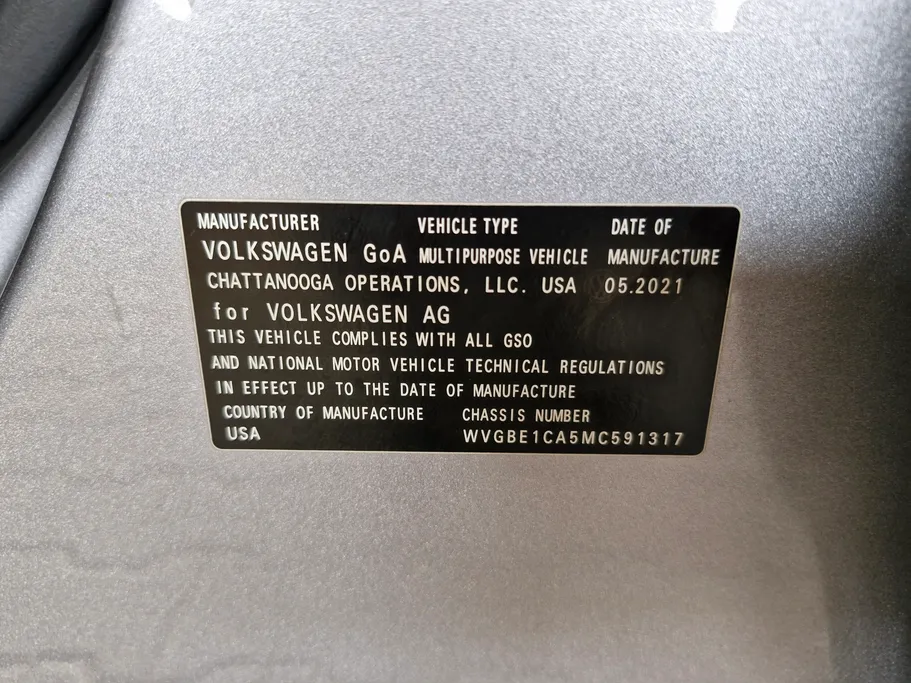 MANUFACTURER VEHICLE TYPE DATE OF
VOLKSWAGEN GoA MULTIPURPOSE VEHICLE MANUFACTURE
CHATTANOOGA OPERATIONS, LLC. USA 05.2021
for VOLKSWAGEN AG
THIS VEHICLE COMPLIES WITH ALL GSO
AND NATIONAL MOTOR VEHICLE TECHNICAL REGULATIONS
IN EFFECT UP TO THE DATE OF MANUFACTURE
COUNTRY OF MANUFACTURE CHASSIS NUMBER
USA WVGBE1CA5MC591317